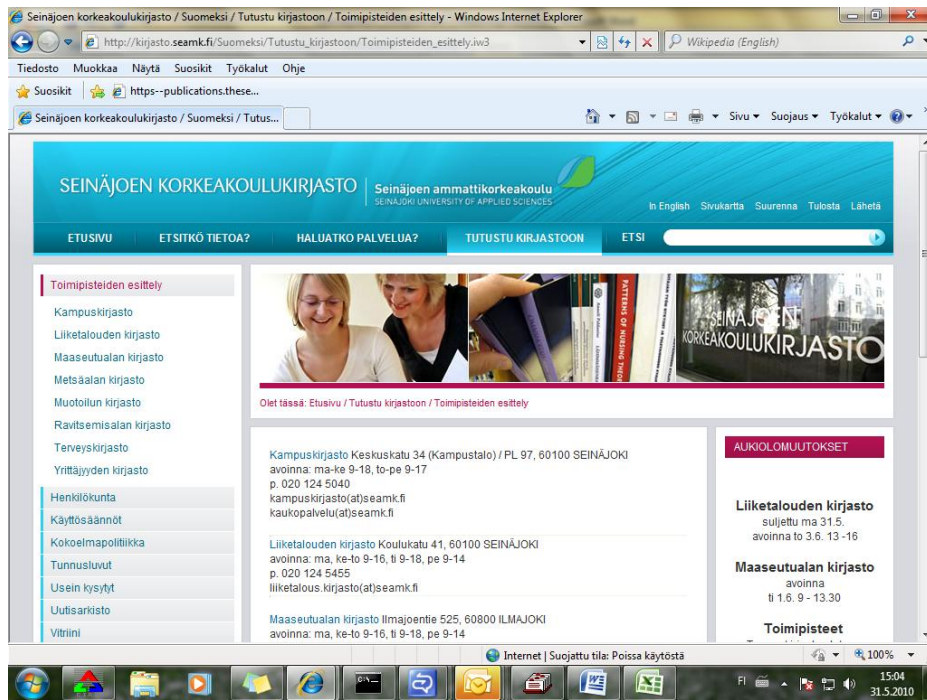 Seinäjoen korkeakoulukirjasto / Suomeksi / Tutustu kirjastoon / Toimipisteiden esittely - Windows Internet Explorer
http://kirjasto.seamk.fi/Suomeksi/Tutustu_kirjastoon/Toimipisteiden_esittely.iw3
Wikipedia (English)
Tiedosto Muokkaa Näytä Suosikit Työkalut Ohje
Suosikit https--publications.these...
Seinäjoen korkeakoulukirjasto / Suomeksi / Tutus...
Sivu Suojaus Työkalut
SEINÄJOEN KORKEAKOULUKIRJASTO
Seinäjoen ammattikorkeakoulu
SEINÄJOKI UNIVERSITY OF APPLIED SCIENCES
In English Sivukartta Suurenna Tulosta Lähetä
ETUSIVU ETSITKÖ TIETOA? HALUATKO PALVELUA? TUTUSTU KIRJASTOON ETSI
Toimipisteiden esittely
Kampuskirjasto
Liiketalouden kirjasto
Maaseutualan kirjasto
Metsäalan kirjasto
Muotoilun kirjasto
Ravitsemisalan kirjasto
Terveyskirjasto
Yrittäjyyden kirjasto
Henkilökunta
Käyttösäännöt
Kokoelmapolitiikka
Tunnusluvut
Usein kysytyt
Uutisarkisto
Vitriini
PATTERNS OF NURSING THEORY
SEINÄJOEN
KORKEAKOULUKIRJASTO
Olet tässä: Etusivu / Tutustu kirjastoon / Toimipisteiden esittely
Kampuskirjasto Keskuskatu 34 (Kampustalo) / PL 97, 60100 SEINÄJOKI
avoinna: ma-ke 9-18, to-pe 9-17
p. 020 124 5040
kampuskirjasto(at)seamk.fi
kaukopalvelu(at)seamk.fi
Liiketalouden kirjasto Koulukatu 41, 60100 SEINÄJOKI
avoinna: ma, ke-to 9-16, ti 9-18, pe 9-14
p. 020 124 5455
liiketalous.kirjasto(at)seamk.fi
Maaseutualan kirjasto Ilmajoentie 525, 60800 ILMAJOKI
avoinna: ma, ke-to 9-16, ti 9-18, pe 9-14
AUKIOLOMUUTOKSET
Liiketalouden kirjasto
suljettu ma 31.5.
avoinna to 3.6. 13 -16
Maaseutualan kirjasto
avoinna
ti 1.6. 9 - 13.30
Toimipisteet
Internet | Suojattu tila: Poissa käytöstä
100%
FI
15:04
31.5.2010